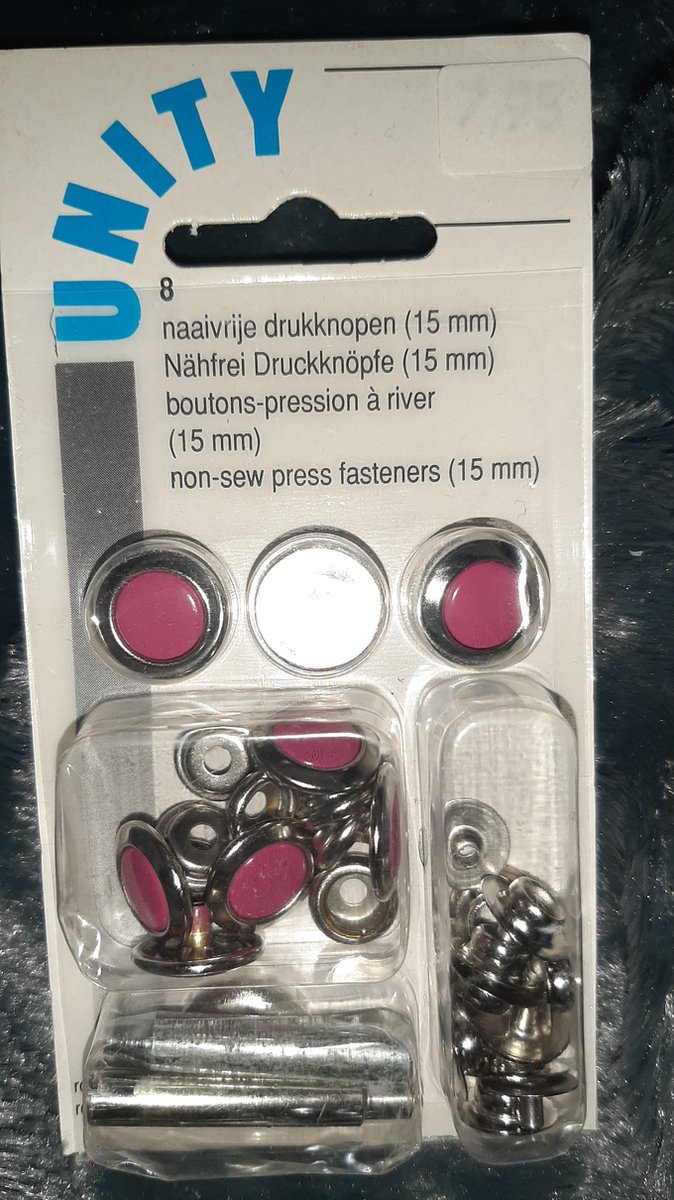 UNITY
8
naaivrije drukknopen (15 mm)
Nähfrei Druckknöpfe (15 mm)
boutons-pression à river
(15 mm)
non-sew press fasteners (15 mm)